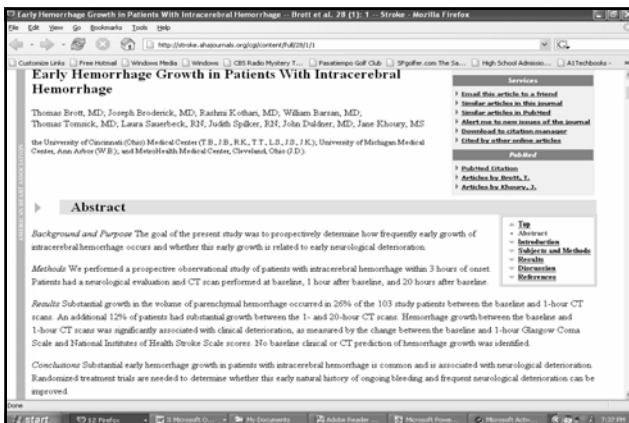 Early Hemorrhage Growth in Patients With Intracerebral Hemorrhage -- Brott et al. 28 (1): 1 -- Stroke - Mozilla Firefox
File Edit View Go Bookmarks Tools Help
http://stroke.ahajournals.org/cgi/content/full/28/1/1
Customize Links Free Hotmail Windows Media Windows CBS Radio Mystery T... Pasatiempo Golf Club SFgolfer.com The Sa... High School Admissio... A1Techbooks -
Early Hemorrhage Growth in Patients With Intracerebral
Hemorrhage
Thomas Brott, MD; Joseph Broderick, MD; Rashmi Kothari, MD; William Barsan, MD;
Thomas Tomsick, MD; Laura Sauerbeck, RN; Judith Spilker, RN; John Duldner, MD; Jane Khoury, MS
the University of Cincinnati (Ohio) Medical Center (T.B., J.B., R.K., T.T., L.S., J.S., J.K.); University of Michigan Medical
Center, Ann Arbor (W.B.); and MetroHealth Medical Center, Cleveland, Ohio (J.D.).
Services
Email this article to a friend
Similar articles in this journal
Similar articles in PubMed
Alert me to new issues of the journal
Download to citation manager
Cited by other online articles
PubMed
PubMed Citation
Articles by Brott, T.
Articles by Khoury, J.
AMERICAN HEART ASSOCIATION
Abstract
Top
Abstract
Introduction
Subjects and Methods
Results
Discussion
References
Background and Purpose The goal of the present study was to prospectively determine how frequently early growth of
intracerebral hemorrhage occurs and whether this early growth is related to early neurological deterioration.
Methods We performed a prospective observational study of patients with intracerebral hemorrhage within 3 hours of onset.
Patients had a neurological evaluation and CT scan performed at baseline, 1 hour after baseline, and 20 hours after baseline.
Results Substantial growth in the volume of parenchymal hemorrhage occurred in 26% of the 103 study patients between the baseline and 1-hour CT
scans. An additional 12% of patients had substantial growth between the 1- and 20-hour CT scans. Hemorrhage growth between the baseline and
1-hour CT scans was significantly associated with clinical deterioration, as measured by the change between the baseline and 1-hour Glasgow Coma
Scale and National Institutes of Health Stroke Scale scores. No baseline clinical or CT prediction of hemorrhage growth was identified.
Conclusions Substantial early hemorrhage growth in patients with intracerebral hemorrhage is common and is associated with neurological deterioration.
Randomized treatment trials are needed to determine whether this early natural history of ongoing bleeding and frequent neurological deterioration can be
improved.
Done
start 12 Firefox 3 Microsoft O... My Documents Adobe Reader ... Microsoft Powe... Microsoft Activ... 7:37 PM